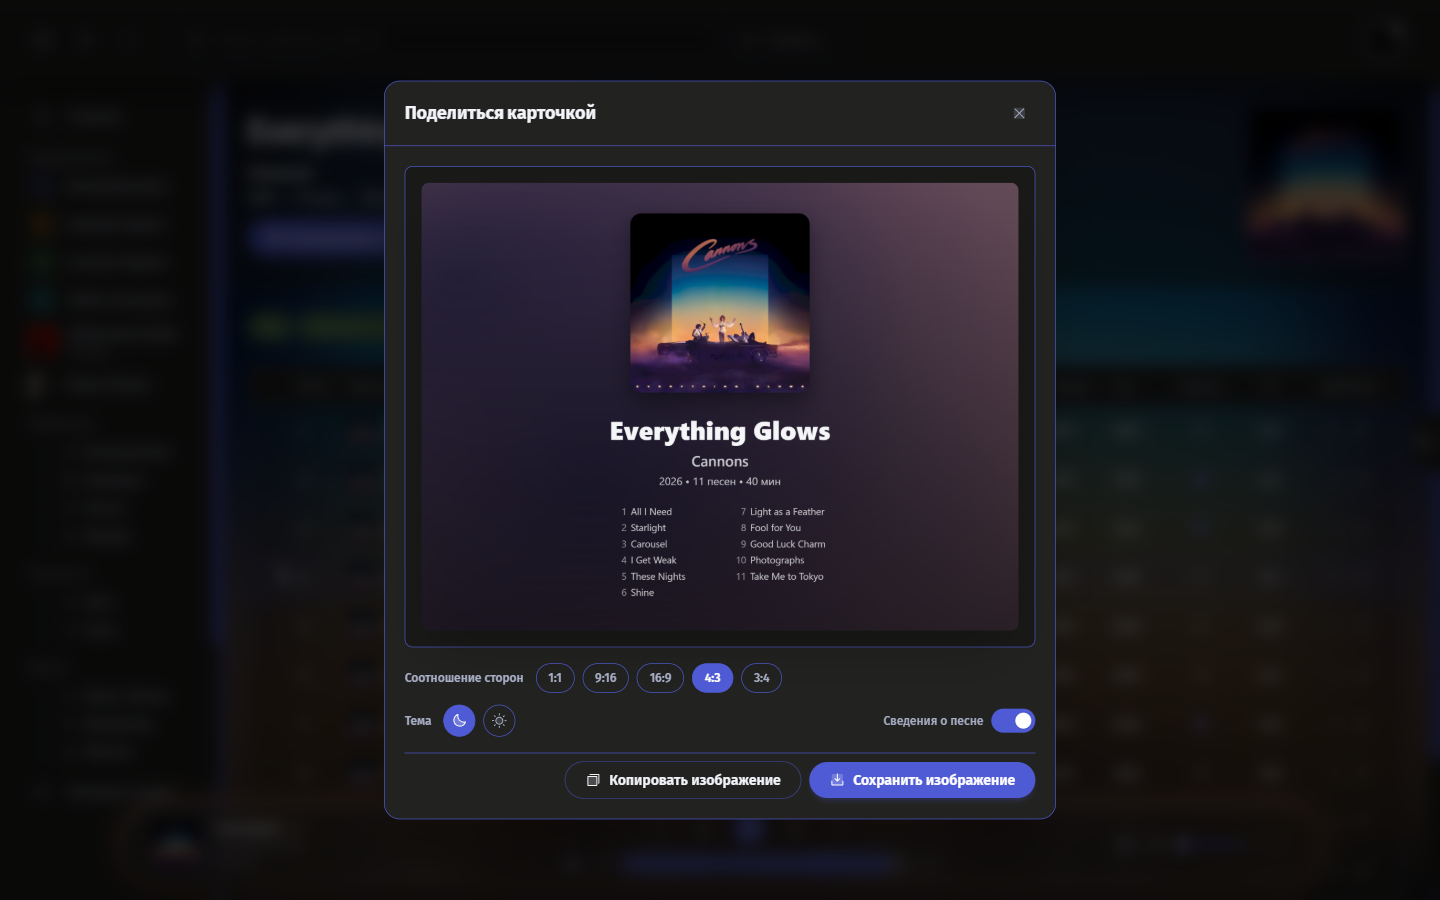 Поделиться карточкой
Cannons
Everything Glows
Cannons
2026 • 11 песен • 40 мин
1 All I Need
2 Starlight
3 Carousel
4 I Get Weak
5 These Nights
6 Shine
7 Light as a Feather
8 Fool for You
9 Good Luck Charm
10 Photographs
11 Take Me to Tokyo
Соотношение сторон 1:1 9:16 16:9 4:3 3:4
Тема
Сведения о песне
Копировать изображение
Сохранить изображение